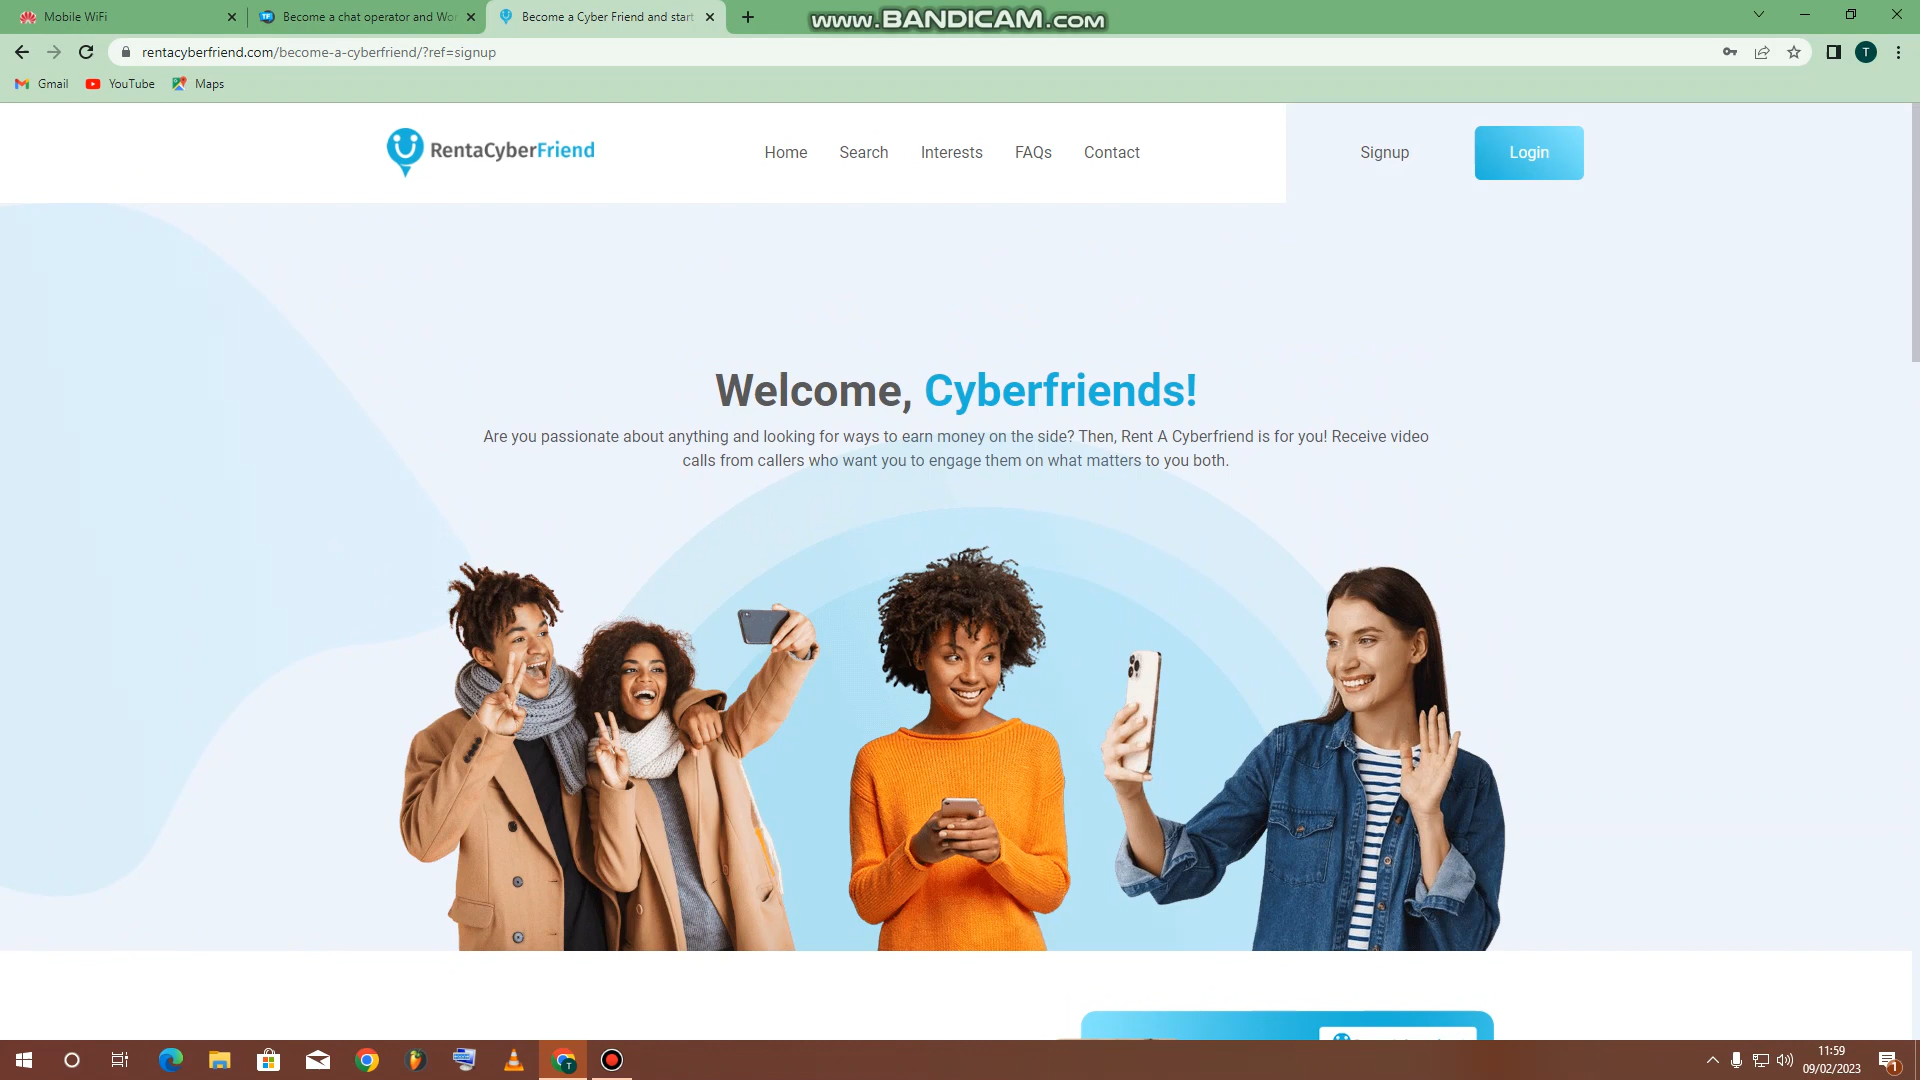 Mobile WiFi
Become a chat operator and Wor
Become a Cyber Friend and start
www.BANDICAM.com
rentacyberfriend.com/become-a-cyberfriend/?ref=signup
T
Gmail
YouTube
Maps
RentaCyberFriend
Home
Search
Interests
FAQs
Contact
Signup
Login
Welcome, Cyberfriends!
Are you passionate about anything and looking for ways to earn money on the side? Then, Rent A Cyberfriend is for you! Receive video
calls from callers who want you to engage them on what matters to you both.
T
11:59
09/02/2023
1